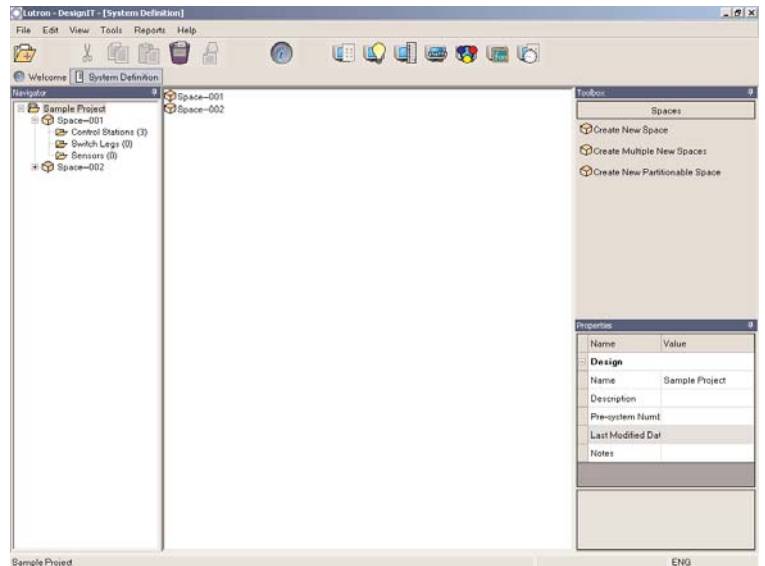 Lutron - DesignIT - [System Definition]
File Edit View Tools Reports Help
Welcome System Definition
Navigator
Sample Project
Space-001
Control Stations (3)
Switch Legs (0)
Sensors (0)
Space-002
Space-001
Space-002
Toolbox
Spaces
Create New Space
Create Multiple New Spaces
Create New Partitionable Space
Properties
Name Value
Design
Name Sample Project
Description
Pre-system Numb
Last Modified Dat
Notes
Sample Project ENG